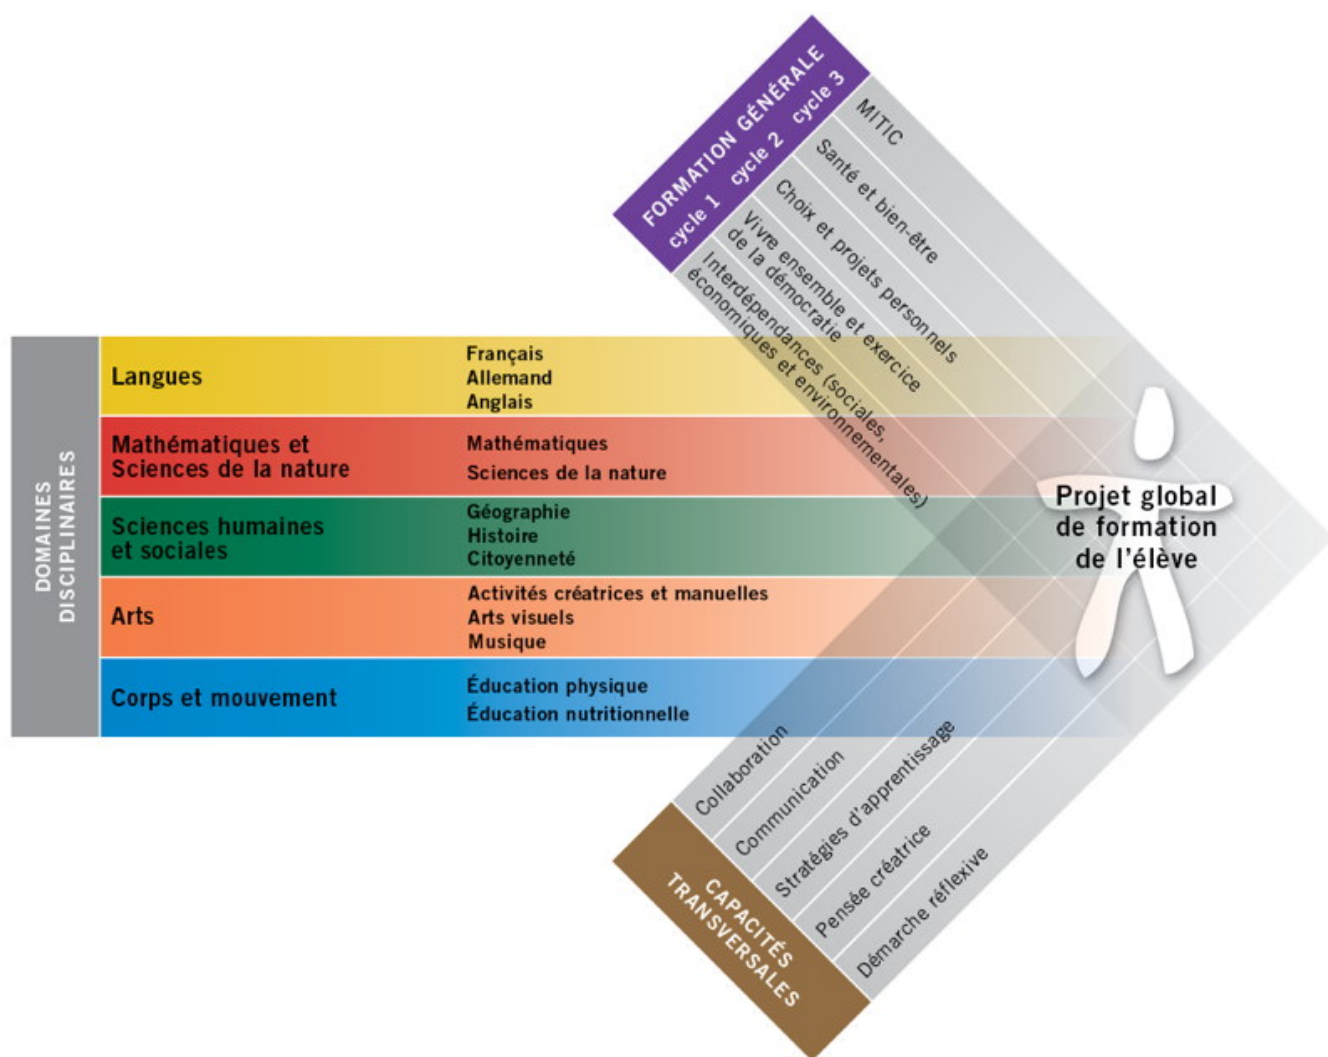 FORMATION GÉNÉRALE
cycle 1 cycle 2 cycle 3
MITIC
Santé et bien-être
Choix et projets personnels
Vivre ensemble et exercice
de la démocratie
Interdépendances (sociales,
économiques et environnementales)
DOMAINES
DISCIPLINAIRES
Langues
Français
Allemand
Anglais
Mathématiques et
Sciences de la nature
Mathématiques
Sciences de la nature
Sciences humaines
et sociales
Géographie
Histoire
Citoyenneté
Arts
Activités créatrices et manuelles
Arts visuels
Musique
Corps et mouvement
Éducation physique
Éducation nutritionnelle
Projet global
de formation
de l'élève
CAPACITÉS
TRANSVERSALES
Collaboration
Communication
Stratégies d'apprentissage
Pensée créatrice
Démarche réflexive